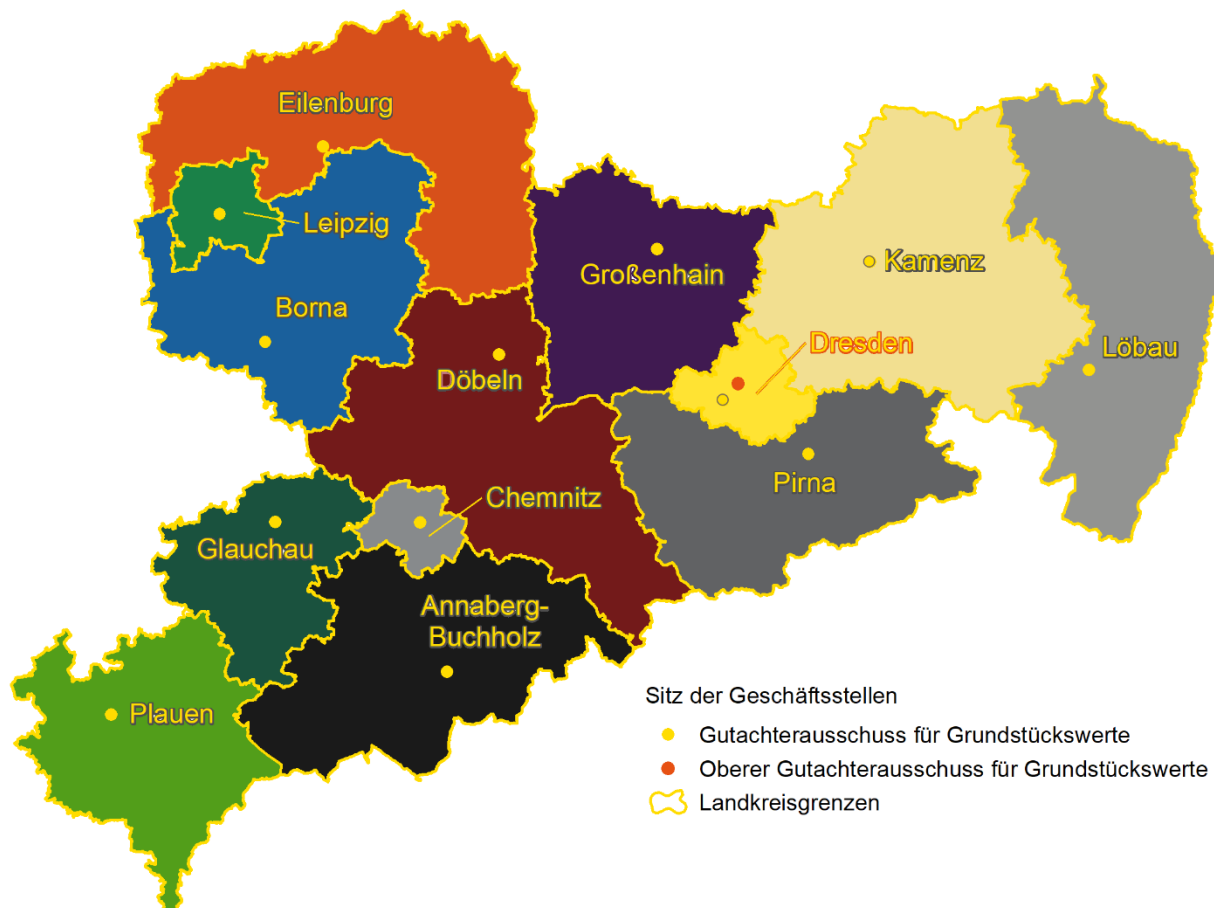 Eilenburg
Leipzig
Großenhain
Kamenz
Borna
Dresden
Löbau
Döbeln
Pirna
Chemnitz
Glauchau
Annaberg-
Buchholz
Plauen
Sitz der Geschäftsstellen
Gutachterausschuss für Grundstückswerte
Oberer Gutachterausschuss für Grundstückswerte
Landkreisgrenzen